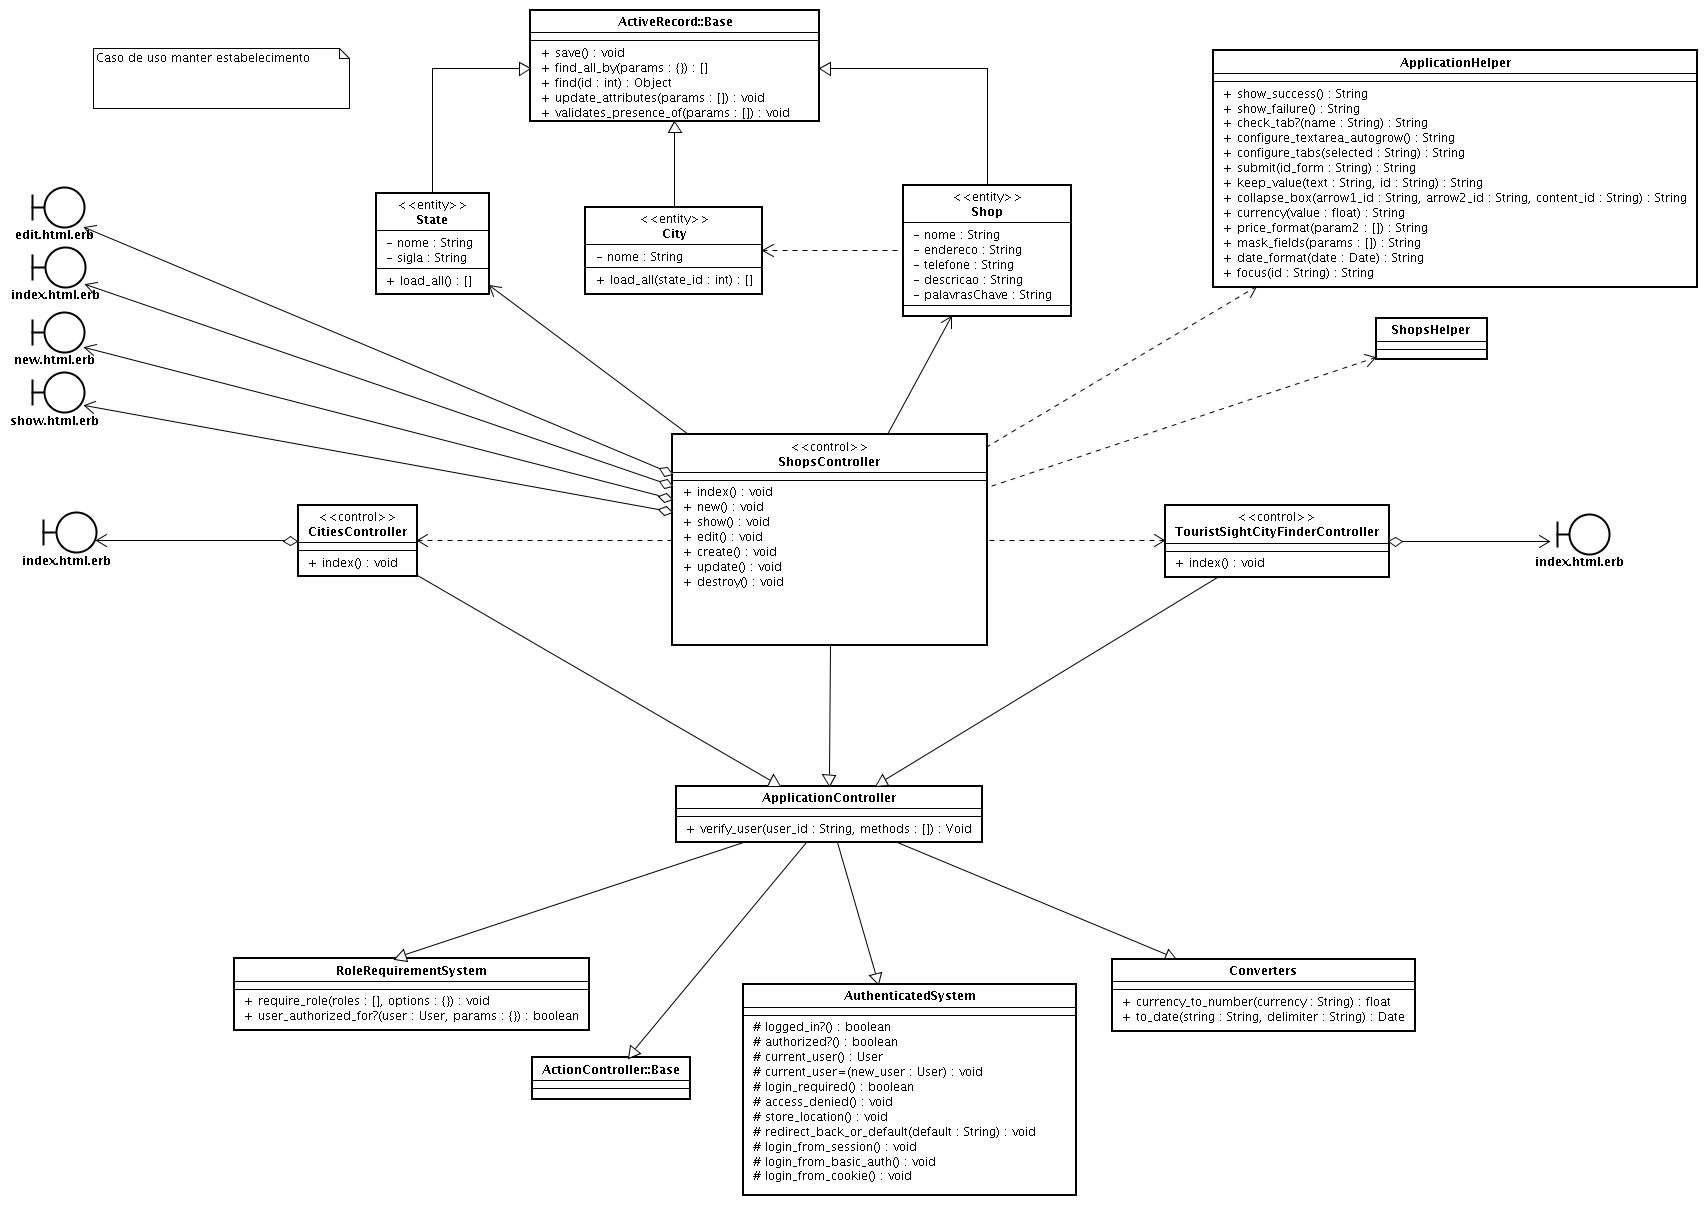 Caso de uso manter estabelecimento
ActiveRecord::Base
+ save() : void
+ find_all_by(params : {}) : []
+ find(id : int) : Object
+ update_attributes(params : []) : void
+ validates_presence_of(params : []) : void
ApplicationHelper
+ show_success() : String
+ show_failure() : String
+ check_tab?(name : String) : String
+ configure_textarea_autogrow() : String
+ configure_tabs(selected : String) : String
+ submit(id_form : String) : String
+ keep_value(text : String, id : String) : String
+ collapse_box(arrow1_id : String, arrow2_id : String, content_id : String) : String
+ currency(value : float) : String
+ price_format(param2 : []) : String
+ mask_fields(params : []) : String
+ date_format(date : Date) : String
+ focus(id : String) : String
<<entity>>
State
- nome : String
- sigla : String
+ load_all() : []
<<entity>>
City
- nome : String
+ load_all(state_id : int) : []
<<entity>>
Shop
- nome : String
- endereco : String
- telefone : String
- descricao : String
- palavrasChave : String
ShopsHelper
edit.html.erb
index.html.erb
new.html.erb
show.html.erb
<<control>>
ShopsController
+ index() : void
+ new() : void
+ show() : void
+ edit() : void
+ create() : void
+ update() : void
+ destroy() : void
index.html.erb
<<control>>
CitiesController
+ index() : void
<<control>>
TouristSightCityFinderController
+ index() : void
index.html.erb
ApplicationController
+ verify_user(user_id : String, methods : []) : Void
RoleRequirementSystem
+ require_role(roles : [], options : {}) : void
+ user_authorized_for?(user : User, params : {}) : boolean
ActionController::Base
AuthenticatedSystem
# logged_in?() : boolean
# authorized?() : boolean
# current_user() : User
# current_user=(new_user : User) : void
# login_required() : boolean
# access_denied() : void
# store_location() : void
# redirect_back_or_default(default : String) : void
# login_from_session() : void
# login_from_basic_auth() : void
# login_from_cookie() : void
Converters
+ currency_to_number(currency : String) : float
+ to_date(string : String, delimiter : String) : Date